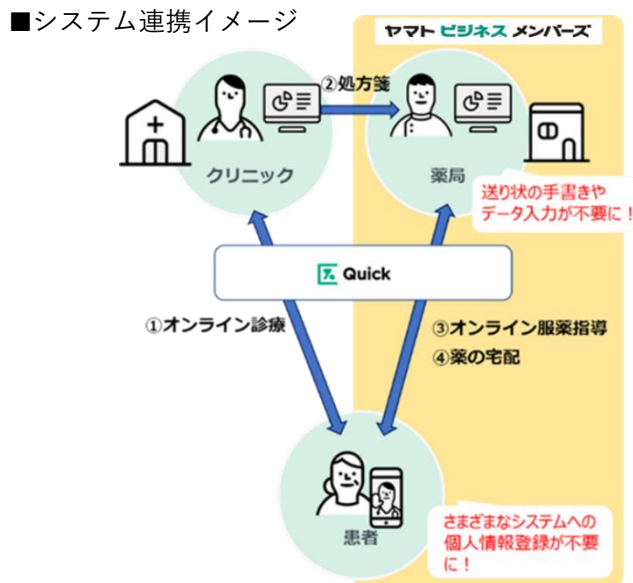 ■システム連携イメージ
ヤマト ビジネス メンバーズ
②処方箋
クリニック
薬局
送り状の手書きや
データ入力が不要に！
Quick
①オンライン診療
③オンライン服薬指導
④薬の宅配
患者
さまざまなシステムへの
個人情報登録が不要
に！